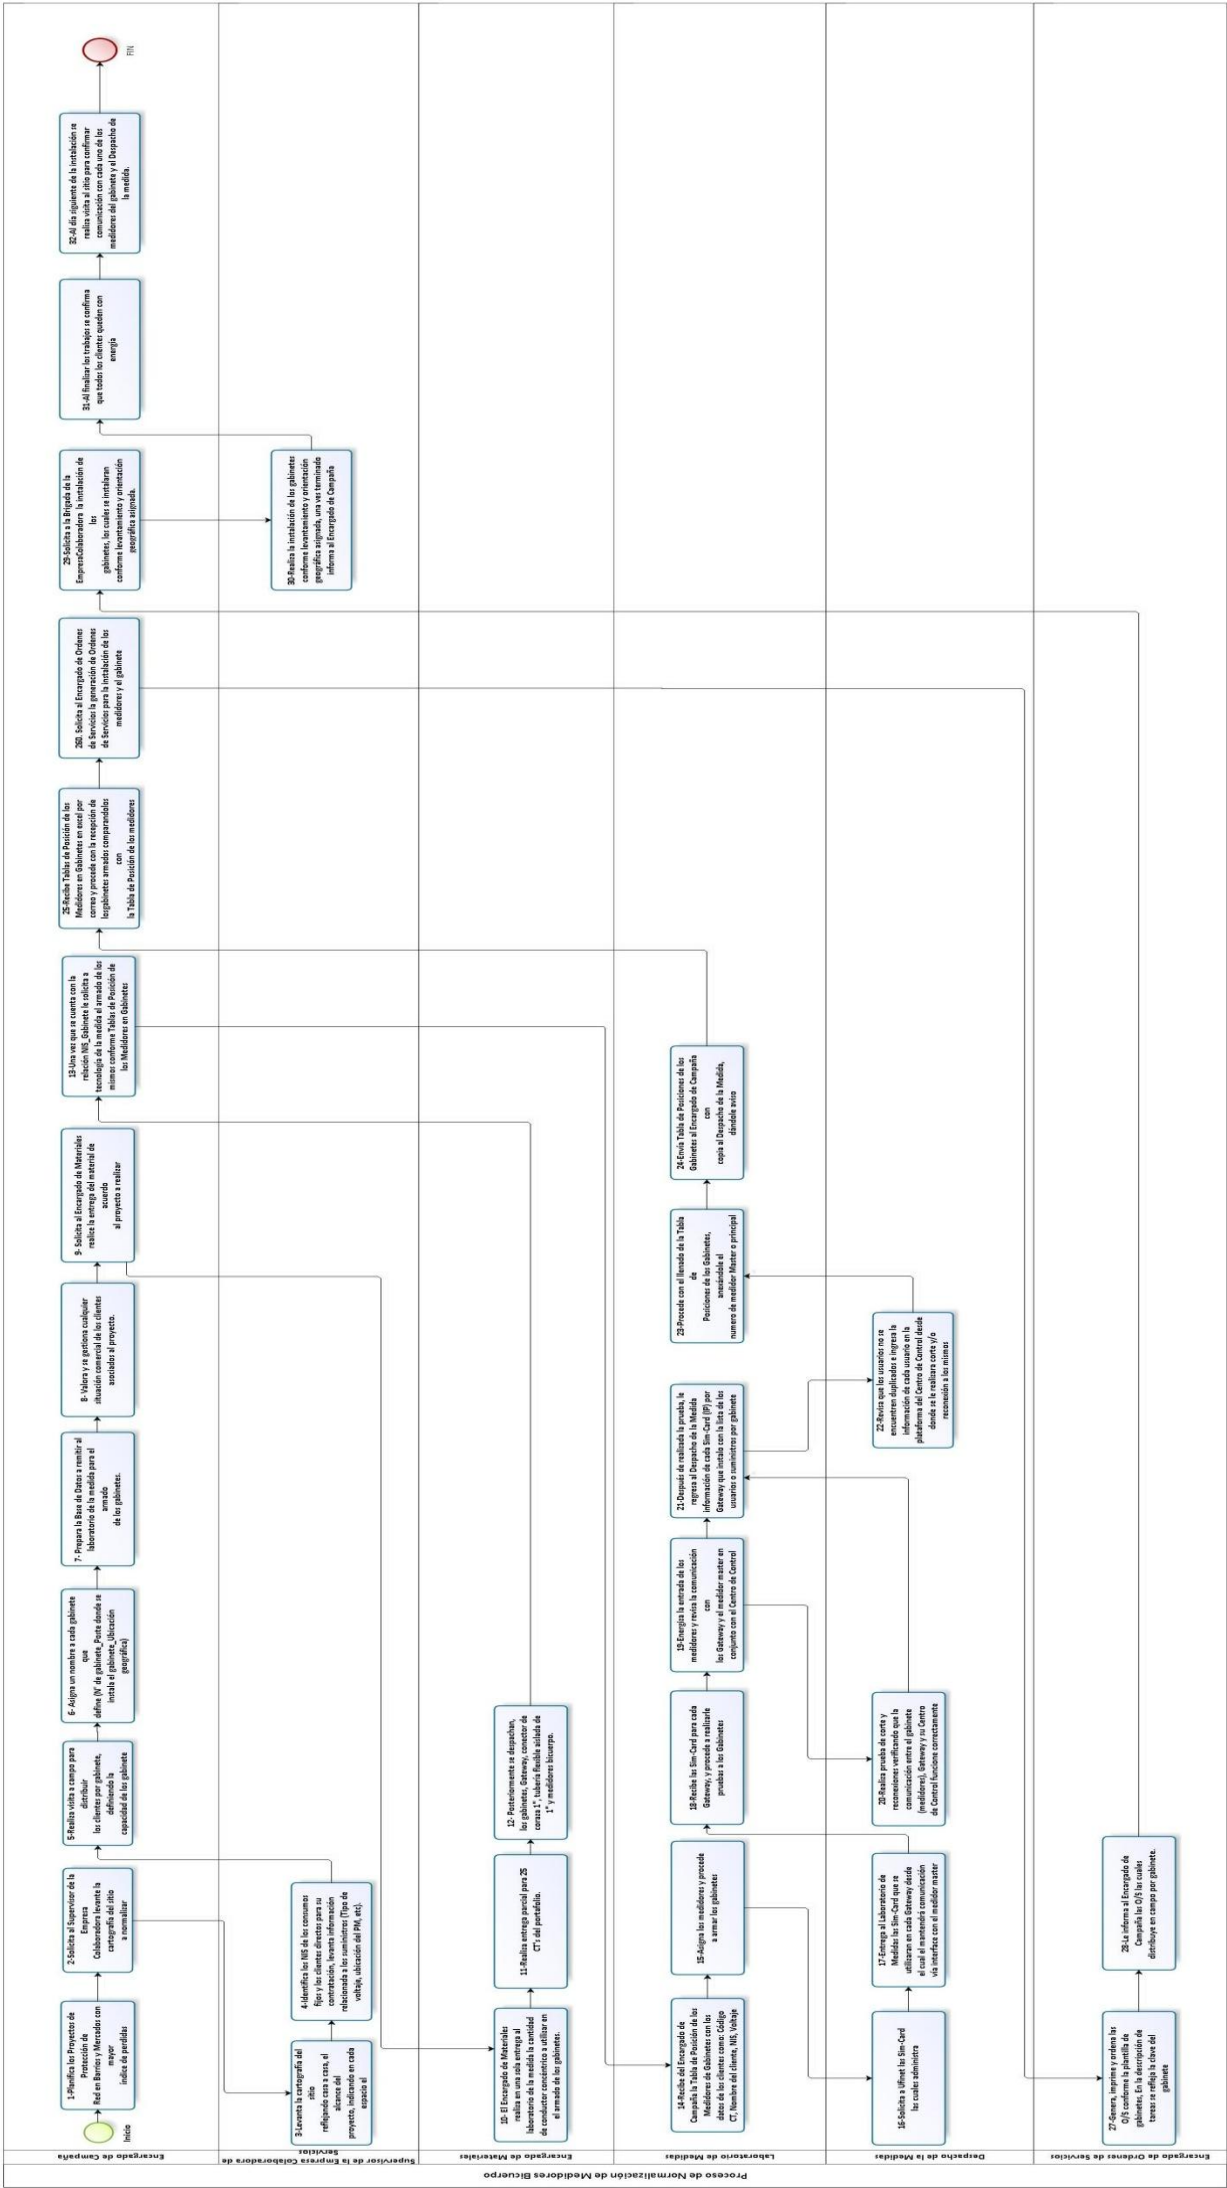 Proceso de Normalización de Medidores Bicuerpo
Encargado de Campaña
Inicio
1-Planifica los Proyectos de
Protección de
Red en Barrios y Mercados con
mayor
indice de perdidas
2-Solicita al Supervisor de la
Empresa
Colaboradora levante la
cartografía del sitio
a normalizar
5-Realiza visita a campo para
distribuir
los clientes por gabinete,
definiendo la
capacidad de los gabinete
6- Asigna un nombre a cada gabinete
que
define (N° de gabinete_Poste donde se
instala el gabinete_Ubicación
geográfica)
7- Prepara la Base de Datos a remitir al
laboratorio de la medida para el
armado
de los gabinetes.
8- Valora y se gestiona cualquier
situación comercial de los clientes
asociados al proyecto.
9- Solicita al Encargado de Materiales
realice la entrega del material de
acuerdo
al proyecto a realizar
13-Una vez que se cuenta con la
relación NIS_Gabinete le solicita a
tecnología de la medida el armado de los
mismos conforme Tablas de Posición de
los Medidores en Gabinetes
25-Recibe Tablas de Posición de los
Medidores en Gabinetes en excel por
correo y procede con la recepción de
losgabinetes armados comparandolos
con
la Tabla de Posición de los medidores
260. Solicita al Encargado de Ordenes
de Servicios la generación de Ordenes
de Servicios para la instalación de los
medidores y el gabinete
29-Solicita a la Brigada de la
EmpresaColaboradora la instalación de
los
gabinetes, los cuales se instalaran
conforme levantamiento y orientación
geográfica asignada.
31-Al finalizar los trabajos se confirma
que todos los clientes queden con
energía
32-Al día siguiente de la instalación se
realiza visita al sitio para confirmar
comunicación con cada uno de los
medidores del gabinete y el Despacho de
la medida.
FIN
Supervisor de la Empresa Colaboradora de
Servicios
3-Levanta la cartografía del
sitio
reflejando casa a casa, el
alcance del
proyecto, indicando en cada
espacio el
4-Identifica los NIS de los consumos
fijos y los clientes directos para su
contratación, levanta información
relacionada a los suministros (Tipo de
voltaje, ubicación del PM, etc).
30-Realiza la instalación de los gabinetes
conforme levantamiento y orientación
geográfica asignada, una ves terminado
informa al Encargado de Campaña
Encargado de Materiales
10- El Encargado de Materiales
realiza en una sola entrega al
laboratorio de la medida la cantidad
de conductor concéntrico a utilizar en
el armado de los gabinetes.
11-Realiza entrega parcial para 25
CT's del portafolio.
12- Posteriormente se despachan,
los gabinetes, Gateway, conector de
coraza 1", tubería flexible aislada de
1" y medidores bicuerpo.
Laboratorio de Medidas
14-Recibe del Encargado de
Campaña la Tabla de Posición de los
Medidores de Gabinetes con los
datos de los clientes como: Código
CT, Nombre del cliente, NIS, Voltaje
15-Asigna los medidores y procede
a armar los gabinetes
18-Recibe las Sim-Card para cada
Gateway, y procede a realizarle
pruebas a los Gabinetes
19-Energiza la entrada de los
medidores y revisa la comunicación
con
los Gateway y el medidor master en
conjunto con el Centro de Control
21-Después de realizada la prueba, le
regresa al Despacho de la Medida
información de cada Sim-Card (IP) por
Gateway que instalo con la lista de los
usuarios o suministros por gabinete
23-Procede con el llenado de la Tabla
de
Posiciones de los Gabinetes,
anexándole el
numero de medidor Master o principal
24-Envía Tabla de Posiciones de los
Gabinetes al Encargado de Campaña
con
copia al Despacho de la Medida,
dándole aviso
Despacho de la Medidas
16-Solicita a Ufinet las Sim-Card
las cuales administra
17-Entrega al Laboratorio de
Medidas las Sim-Card que se
utilizaran en cada Gateway desde
el cual el mantendrá comunicación
vía interface con el medidor master
20-Realiza prueba de corte y
reconexiones verificando que la
comunicación entre el gabinete
(medidores), Gateway y su Centro
de Control funcione correctamente
22-Revisa que los usuarios no se
encuentren duplicados e ingresa la
información de cada usuario en la
plataforma del Centro de Control desde
donde se le realizara corte y/o
reconexión a los mismos
Encargado de Ordenes de Servicios
27-Genera, imprime y ordena las
O/S conforme la plantilla de
gabinetes, En la descripción de
tareas se refleja la clave del
gabinete
28-Le informa al Encargado de
Campaña las O/S las cuales
distribuye en campo por gabinete.